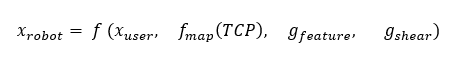 x_robot = f (x_user, f_map(TCP), g_feature, g_shear)